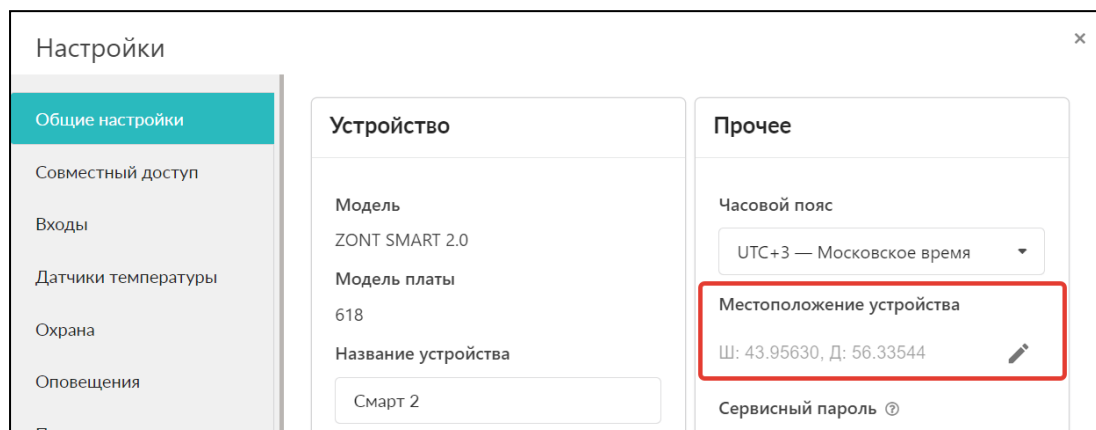 Настройки
×
Общие настройки
Совместный доступ
Входы
Датчики температуры
Охрана
Оповещения
Устройство
Модель
ZONT SMART 2.0
Модель платы
618
Название устройства
Смарт 2
Прочее
Часовой пояс
UTC+3 — Московское время
Местоположение устройства
Ш: 43.95630, Д: 56.33544
Сервисный пароль ?